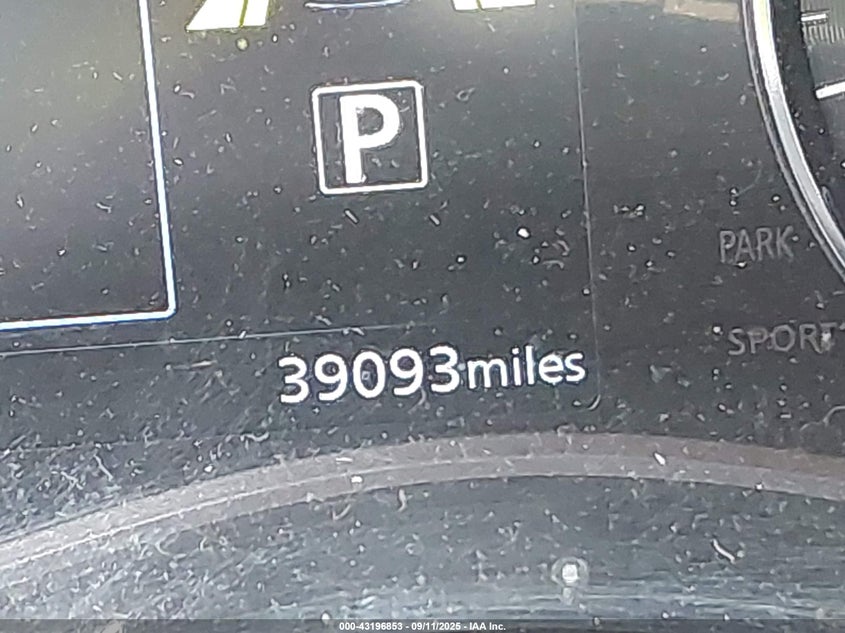 P
PARK
SPORT
39093miles
000-43196853 - 09/11/2025 - IAA Inc.